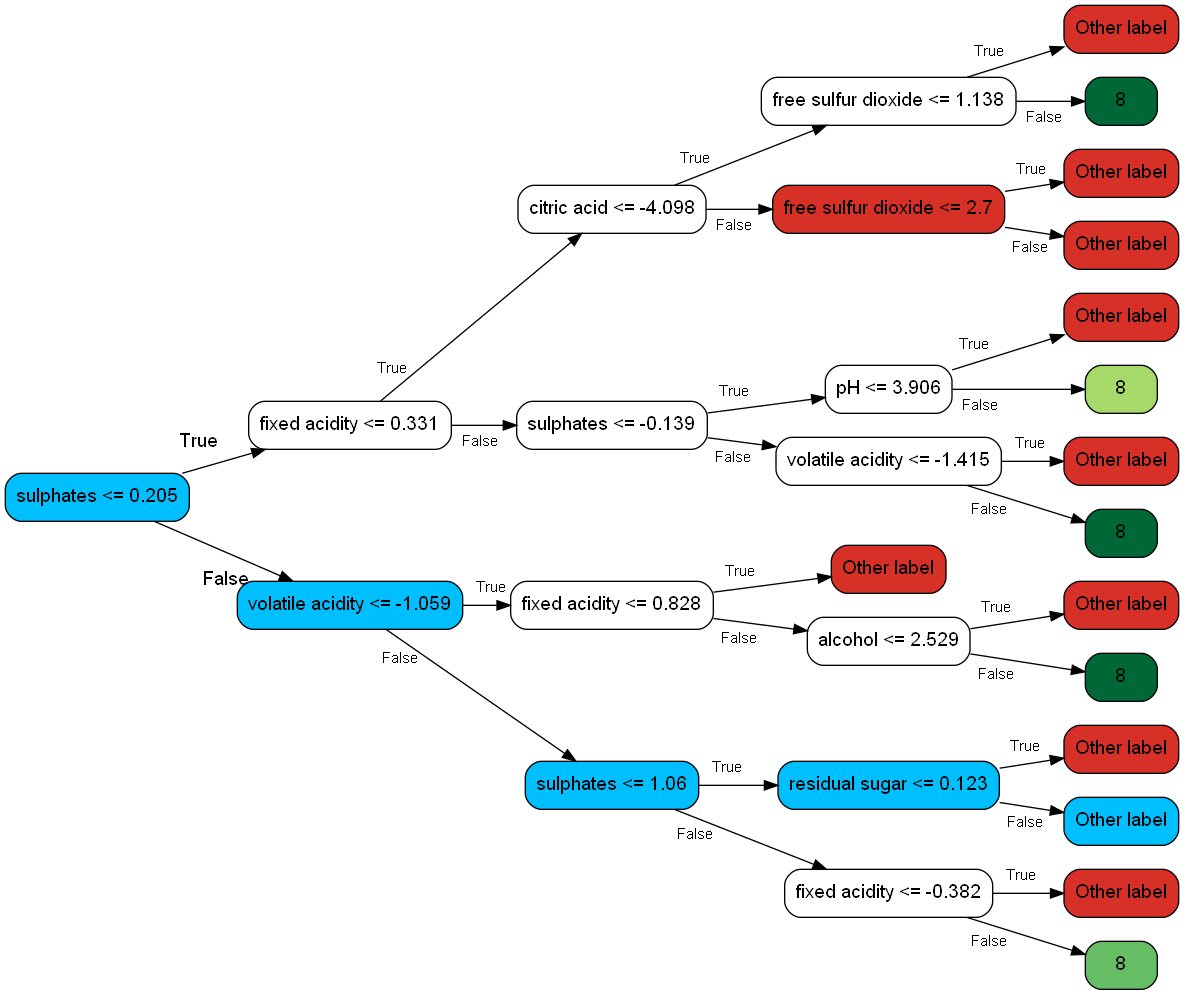 Other label
True
free sulfur dioxide <= 1.138
8
False
True
Other label
True
citric acid <= -4.098
free sulfur dioxide <= 2.7
False
Other label
False
Other label
True
True
pH <= 3.906
8
True
False
fixed acidity <= 0.331
sulphates <= -0.139
False
True
Other label
True
volatile acidity <= -1.415
False
False
8
sulphates <= 0.205
Other label
True
False
True
volatile acidity <= -1.059
fixed acidity <= 0.828
True
Other label
False
alcohol <= 2.529
False
False
8
True
Other label
True
sulphates <= 1.06
residual sugar <= 0.123
False
Other label
False
True
fixed acidity <= -0.382
Other label
False
8